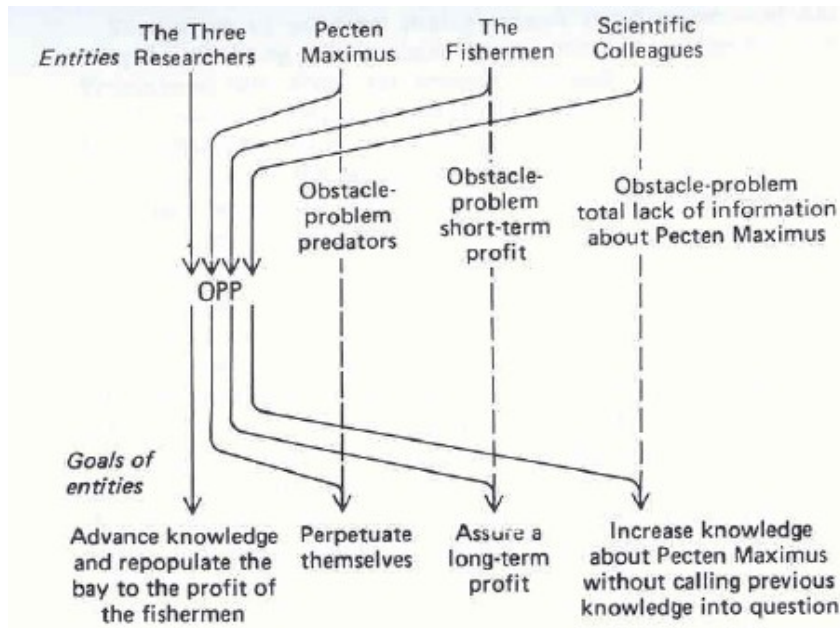 Entities
The Three
Researchers
Pecten
Maximus
The
Fishermen
Scientific
Colleagues
Obstacle-
problem
predators
Obstacle-
problem
short-term
profit
Obstacle-problem
total lack of information
about Pecten Maximus
OPP
Goals of
entities
Advance knowledge
and repopulate the
bay to the profit of
the fishermen
Perpetuate
themselves
Assure a
long-term
profit
Increase knowledge
about Pecten Maximus
without calling previous
knowledge into question